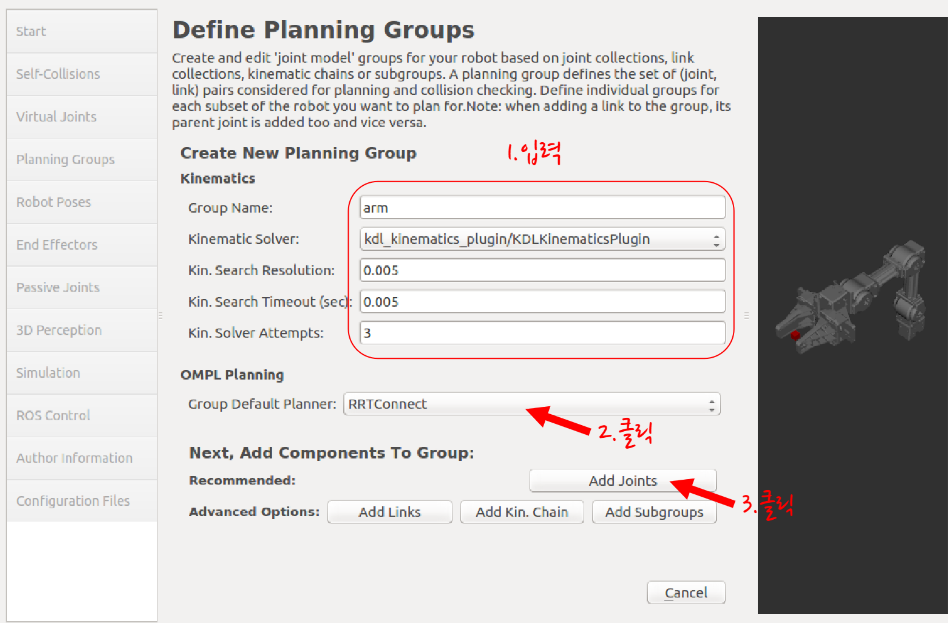 Start
Self-Collisions
Virtual Joints
Planning Groups
Robot Poses
End Effectors
Passive Joints
3D Perception
Simulation
ROS Control
Author Information
Configuration Files
Define Planning Groups
Create and edit 'joint model' groups for your robot based on joint collections, link
collections, kinematic chains or subgroups. A planning group defines the set of (joint,
link) pairs considered for planning and collision checking. Define individual groups for
each subset of the robot you want to plan for.Note: when adding a link to the group, its
parent joint is added too and vice versa.
Create New Planning Group
1.입력
Kinematics
Group Name: arm
Kinematic Solver: kdl_kinematics_plugin/KDLKinematicsPlugin
Kin. Search Resolution: 0.005
Kin. Search Timeout (sec): 0.005
Kin. Solver Attempts: 3
OMPL Planning
Group Default Planner: RRTConnect
2.클릭
Next, Add Components To Group:
Recommended: Add Joints
3.클릭
Advanced Options: Add Links Add Kin. Chain Add Subgroups
Cancel